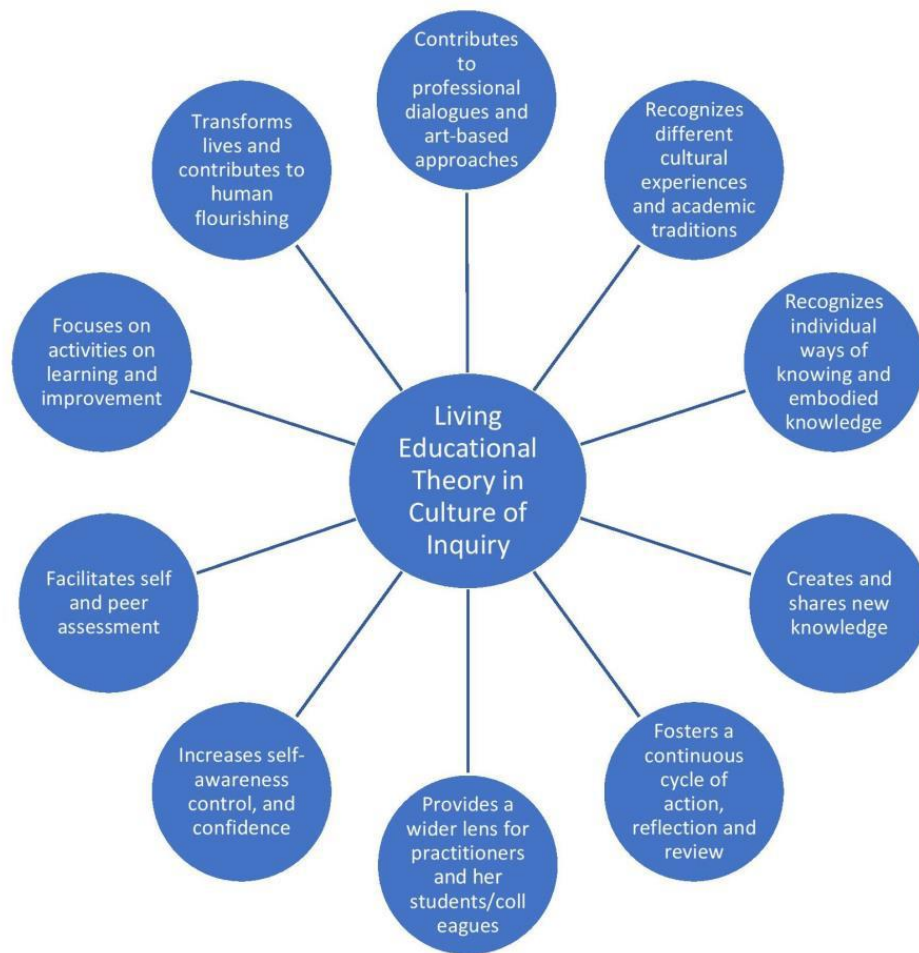 Contributes
to
professional
dialogues and
art-based
approaches
Recognizes
different
cultural
experiences
and academic
traditions
Recognizes
individual
ways of
knowing and
embodied
knowledge
Creates and
shares new
knowledge
Fosters a
continuous
cycle of
action,
reflection and
review
Provides a
wider lens for
practitioners
and her
students/coll
eagues
Increases self-
awareness
control, and
confidence
Facilitates self
and peer
assessment
Focuses on
activities on
learning and
improvement
Transforms
lives and
contributes to
human
flourishing
Living
Educational
Theory in
Culture of
Inquiry